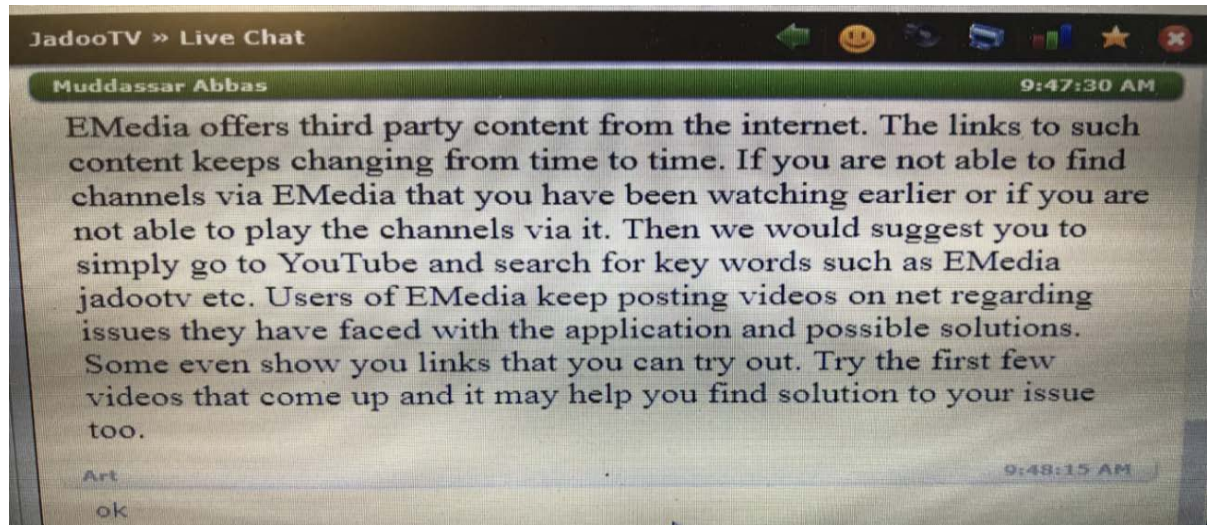 JadooTV » Live Chat
Muddassar Abbas 9:47:30 AM
EMedia offers third party content from the internet. The links to such
content keeps changing from time to time. If you are not able to find
channels via EMedia that you have been watching earlier or if you are
not able to play the channels via it. Then we would suggest you to
simply go to YouTube and search for key words such as EMedia
jadootv etc. Users of EMedia keep posting videos on net regarding
issues they have faced with the application and possible solutions.
Some even show you links that you can try out. Try the first few
videos that come up and it may help you find solution to your issue
too.
Art 9:48:15 AM
ok